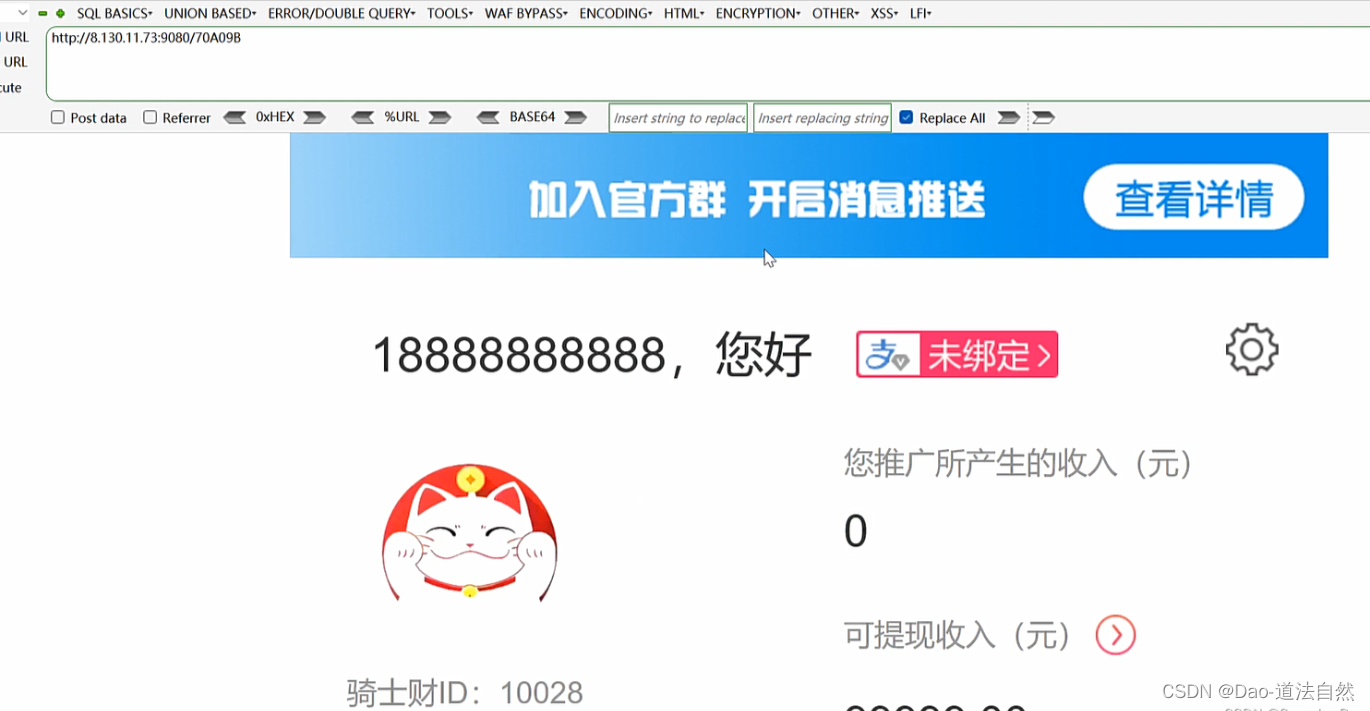 SQL BASICS▾ UNION BASED▾ ERROR/DOUBLE QUERY▾ TOOLS▾ WAF BYPASS▾ ENCODING▾ HTML▾ ENCRYPTION▾ OTHER▾ XSS▾ LFI▾
URL http://8.130.11.73:9080/70A09B
URL
cute
Post data Referrer 0xHEX %URL BASE64 Insert string to replace Insert replacing string Replace All
加入官方群 开启消息推送 查看详情
18888888888，您好 支 未绑定
您推广所产生的收入（元）
0
可提现收入（元）
骑士财ID：10028
CSDN @Dao-道法自然